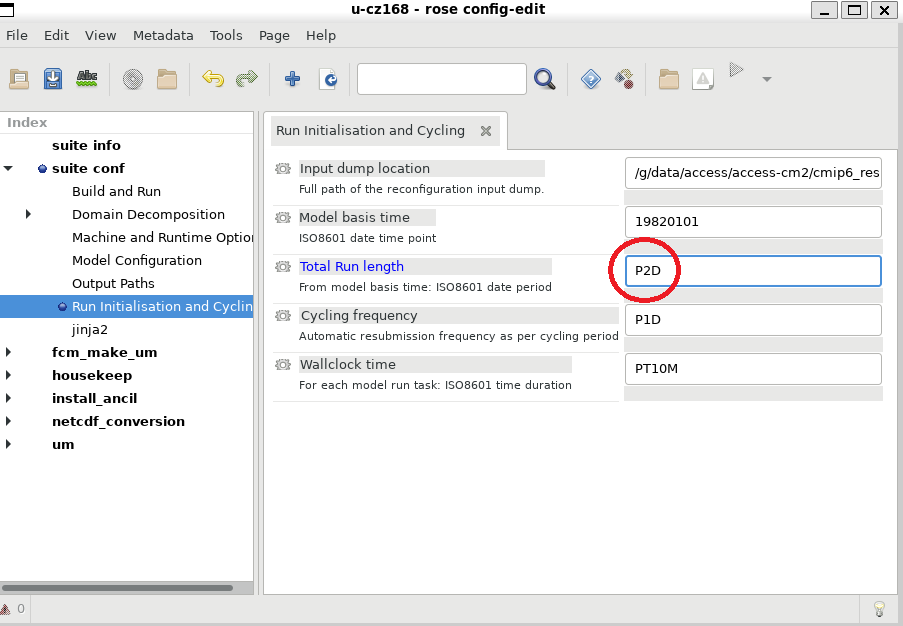 u-cz168 - rose config-edit
File Edit View Metadata Tools Page Help
Abc
Index
suite info
suite conf
Build and Run
Domain Decomposition
Machine and Runtime Optio
Model Configuration
Output Paths
Run Initialisation and Cyclin
jinja2
fcm_make_um
housekeep
install_ancil
netcdf_conversion
um
Run Initialisation and Cycling
Input dump location
Full path of the reconfiguration input dump.
/g/data/access/access-cm2/cmip6_res
Model basis time
ISO8601 date time point
19820101
Total Run length
From model basis time: ISO8601 date period
P2D
Cycling frequency
Automatic resubmission frequency as per cycling period
P1D
Wallclock time
For each model run task: ISO8601 time duration
PT10M
0